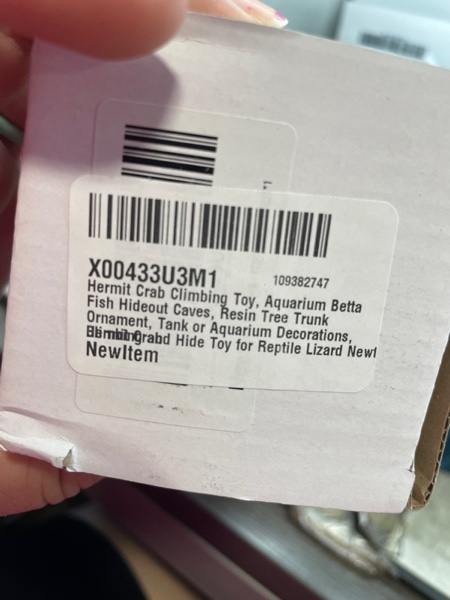 X00433U3M1 109382747
Hermit Crab Climbing Toy, Aquarium Betta
Fish Hideout Caves, Resin Tree Trunk
Ornament, Tank or Aquarium Decorations,
and Hide Toy for Reptile Lizard Newt
NewItem